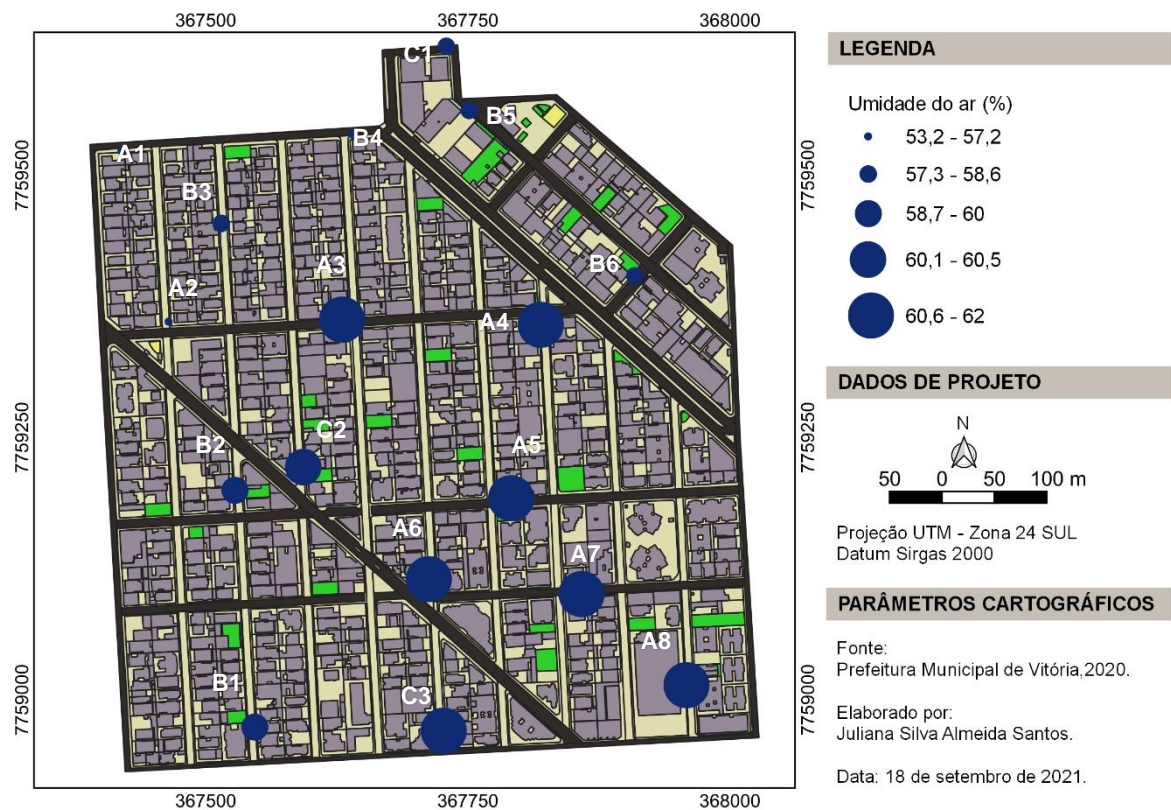 367500 367750 368000
7759500
7759250
7759000
C1
B5
A1
B4
B3
A2
A3
A4
B6
B2
C2
A5
A6
A7
A8
B1
C3
7759500
7759250
7759000
367500 367750 368000
LEGENDA
Umidade do ar (%)
53,2 - 57,2
57,3 - 58,6
58,7 - 60
60,1 - 60,5
60,6 - 62
DADOS DE PROJETO
N
50 0 50 100 m
Projeção UTM - Zona 24 SUL
Datum Sirgas 2000
PARÂMETROS CARTOGRÁFICOS
Fonte:
Prefeitura Municipal de Vitória,2020.
Elaborado por:
Juliana Silva Almeida Santos.
Data: 18 de setembro de 2021.